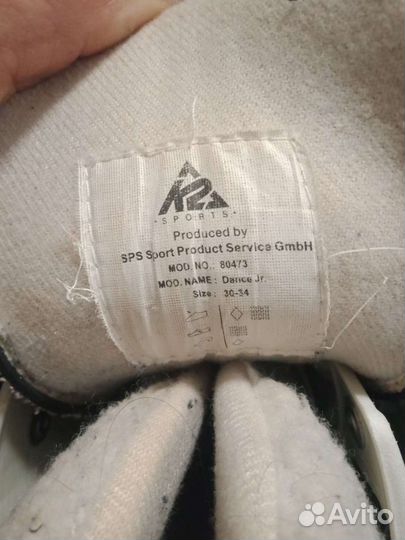 K2
SPORTS
Produced by
SPS Sport Product Service GmbH
MOD. NO.: 80473
MOD. NAME: Dance Jr.
Size: 30-34
Avito